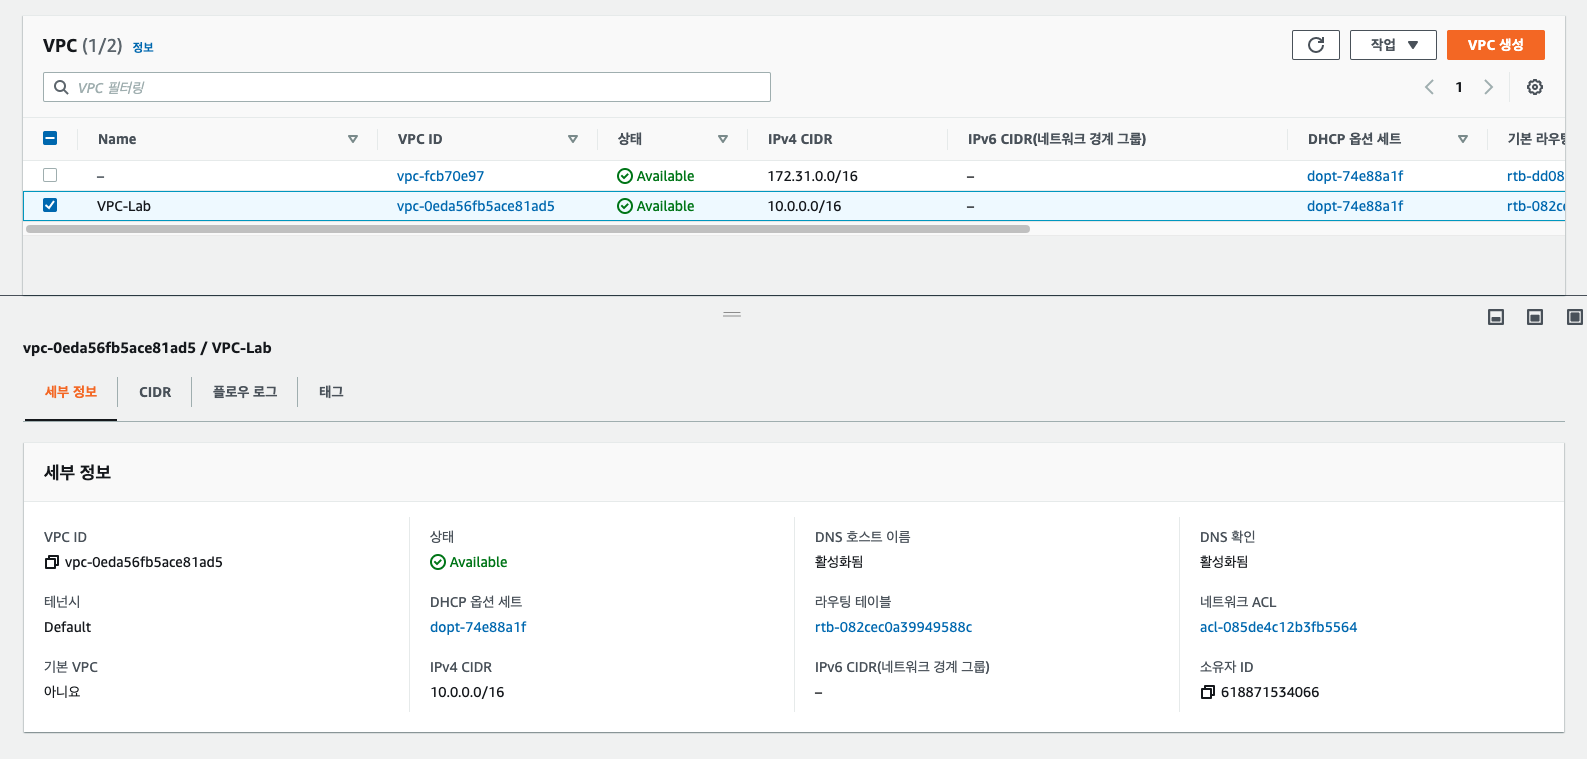 VPC (1/2) 정보
작업 VPC 생성
VPC 필터링
1
Name VPC ID 상태 IPv4 CIDR IPv6 CIDR(네트워크 경계 그룹) DHCP 옵션 세트 기본 라우팅
– vpc-fcb70e97 Available 172.31.0.0/16 – dopt-74e88a1f rtb-dd08
VPC-Lab vpc-0eda56fb5ace81ad5 Available 10.0.0.0/16 – dopt-74e88a1f rtb-082ce
vpc-0eda56fb5ace81ad5 / VPC-Lab
세부 정보 CIDR 플로우 로그 태그
세부 정보
VPC ID 상태 DNS 호스트 이름 DNS 확인
vpc-0eda56fb5ace81ad5 Available 활성화됨 활성화됨
테넌시 DHCP 옵션 세트 라우팅 테이블 네트워크 ACL
Default dopt-74e88a1f rtb-082cec0a39949588c acl-085de4c12b3fb5564
기본 VPC IPv4 CIDR IPv6 CIDR(네트워크 경계 그룹) 소유자 ID
아니요 10.0.0.0/16 – 618871534066